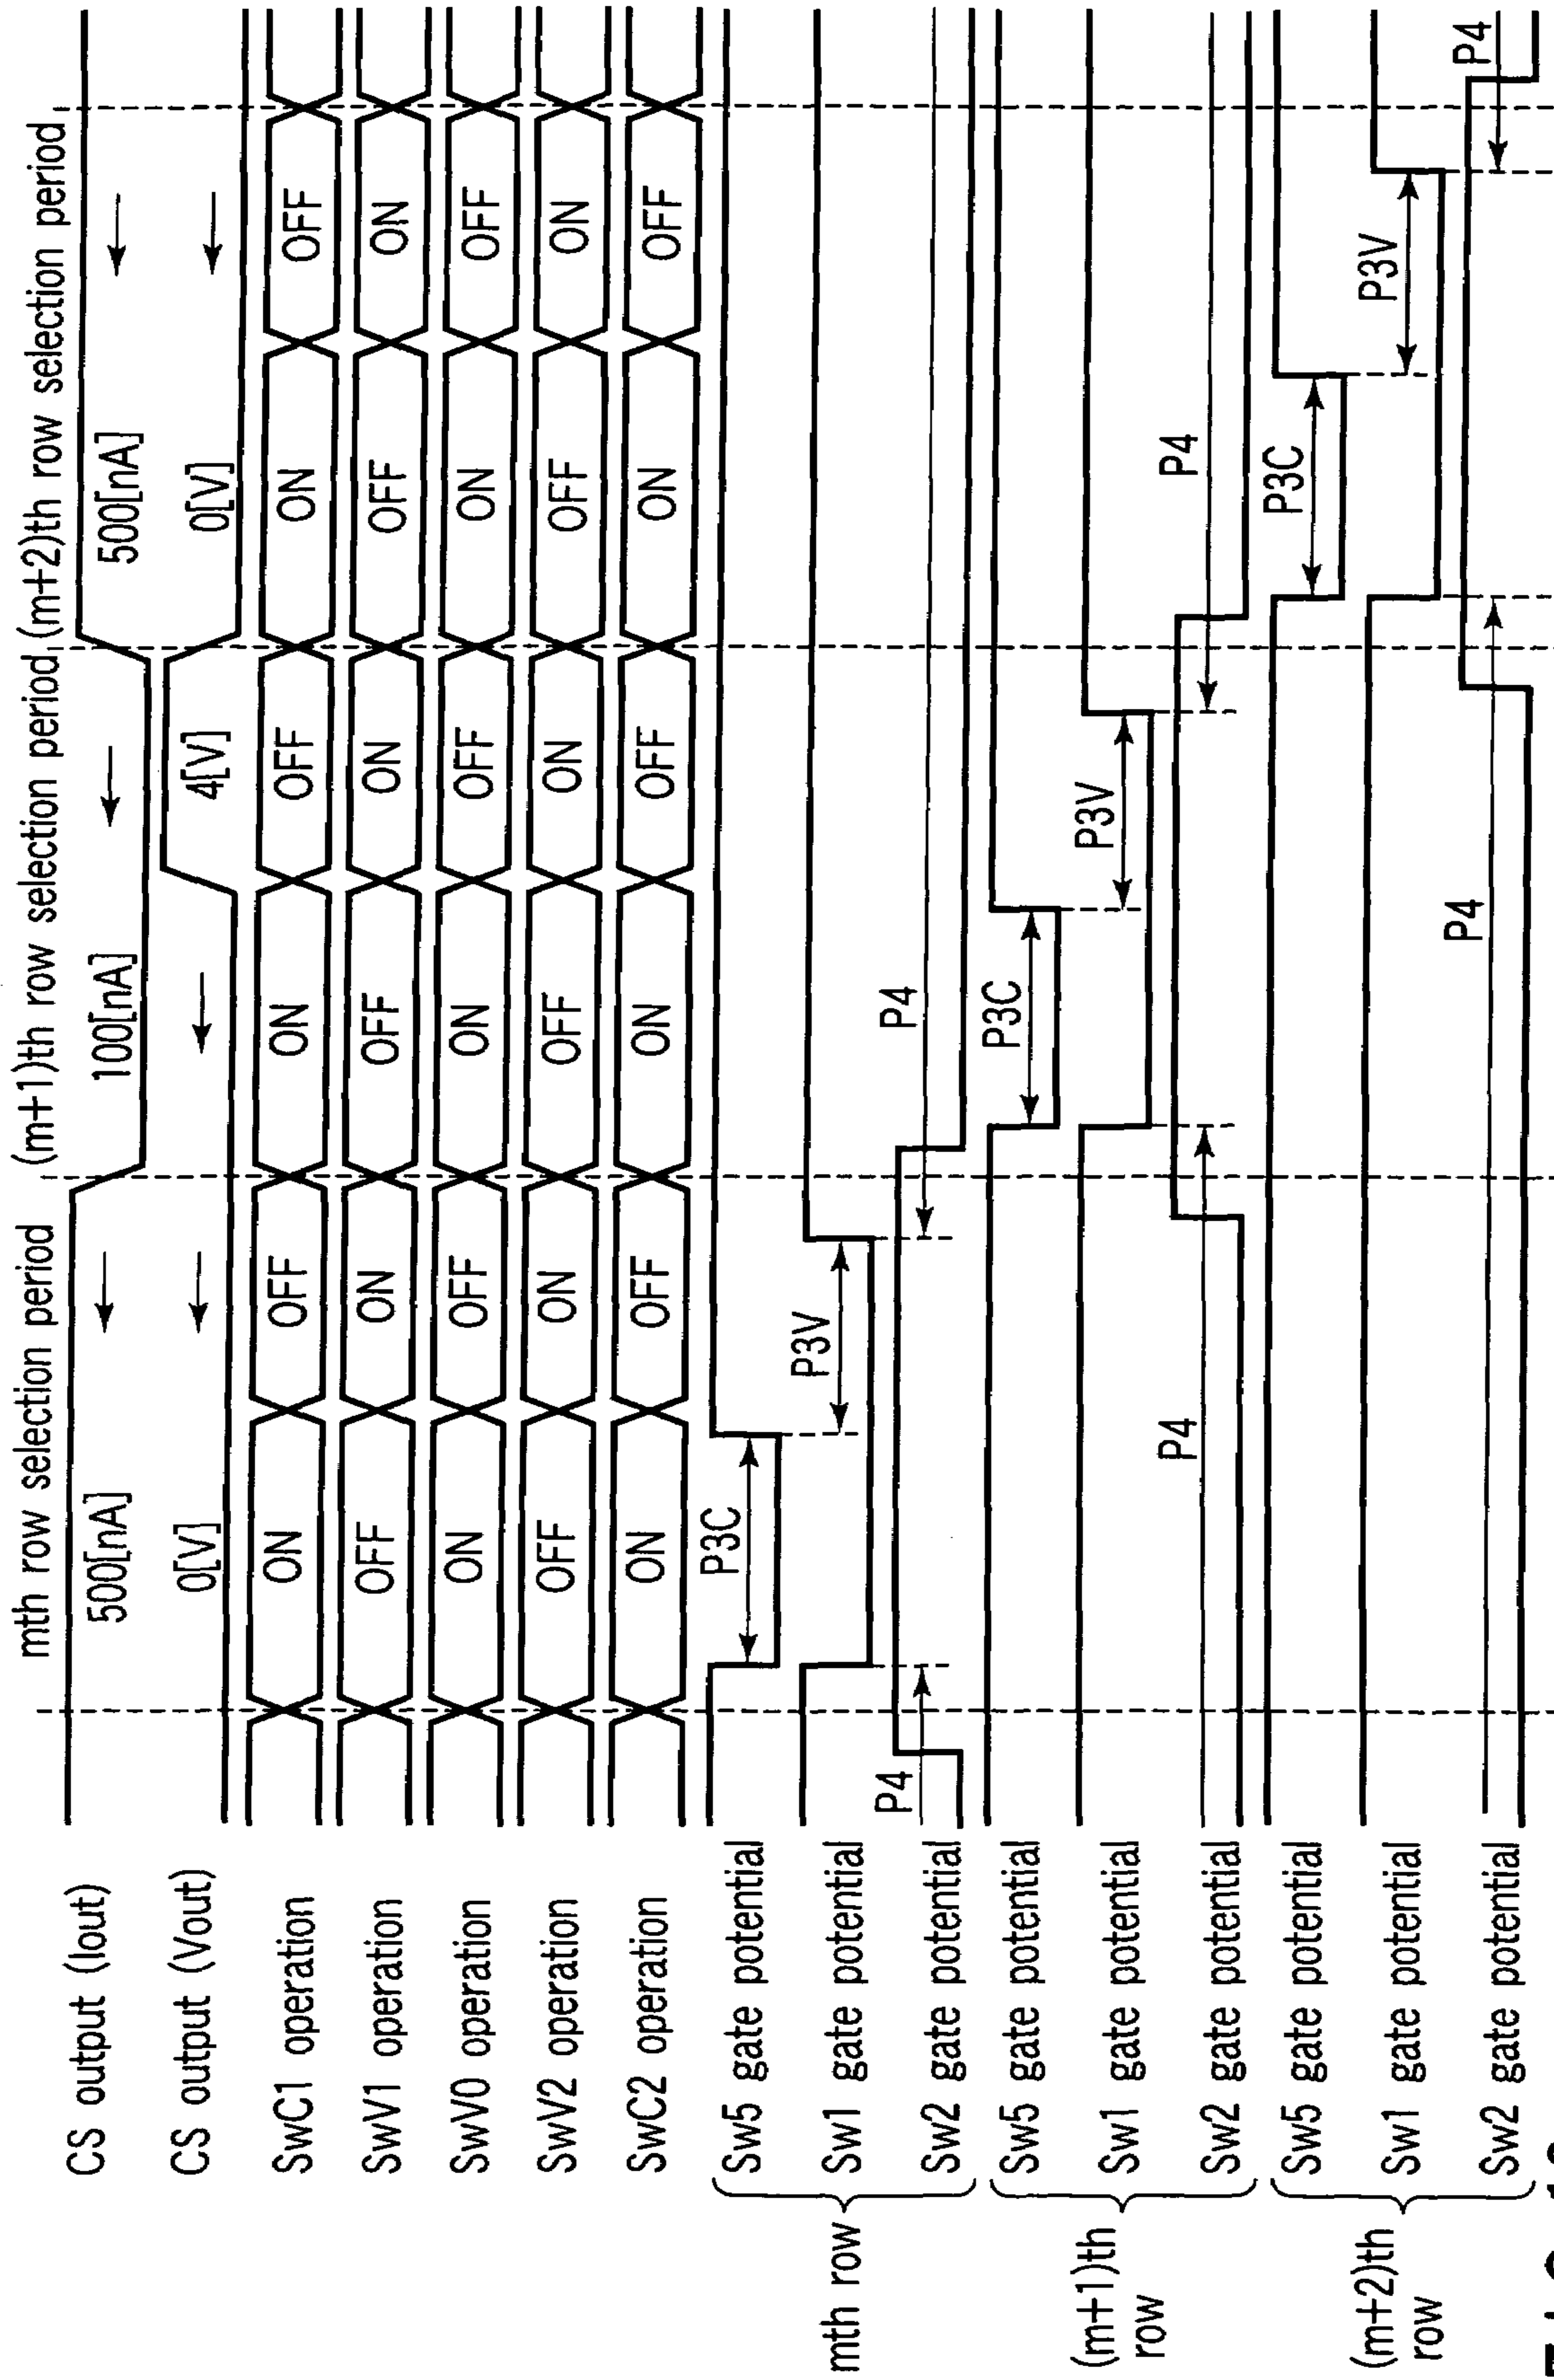 mth row selection period (m+1)th row selection period (m+2)th row selection period
CS output (Iout) 500[nA] 100[nA] 500[nA]
CS output (Vout) 0[V] 4[V] 0[V]
SwC1 operation ON OFF ON OFF ON OFF
SwV1 operation OFF ON OFF ON OFF ON
SwV0 operation ON OFF ON OFF ON OFF
SwV2 operation OFF ON OFF ON OFF ON
SwC2 operation ON OFF ON OFF ON OFF
mth row
Sw5 gate potential P3C
Sw1 gate potential P3V
Sw2 gate potential P4 P4
(m+1)th
row
Sw5 gate potential P3C
Sw1 gate potential P3V
Sw2 gate potential P4 P4
(m+2)th
row
Sw5 gate potential P3C
Sw1 gate potential P3V
Sw2 gate potential P4 P4